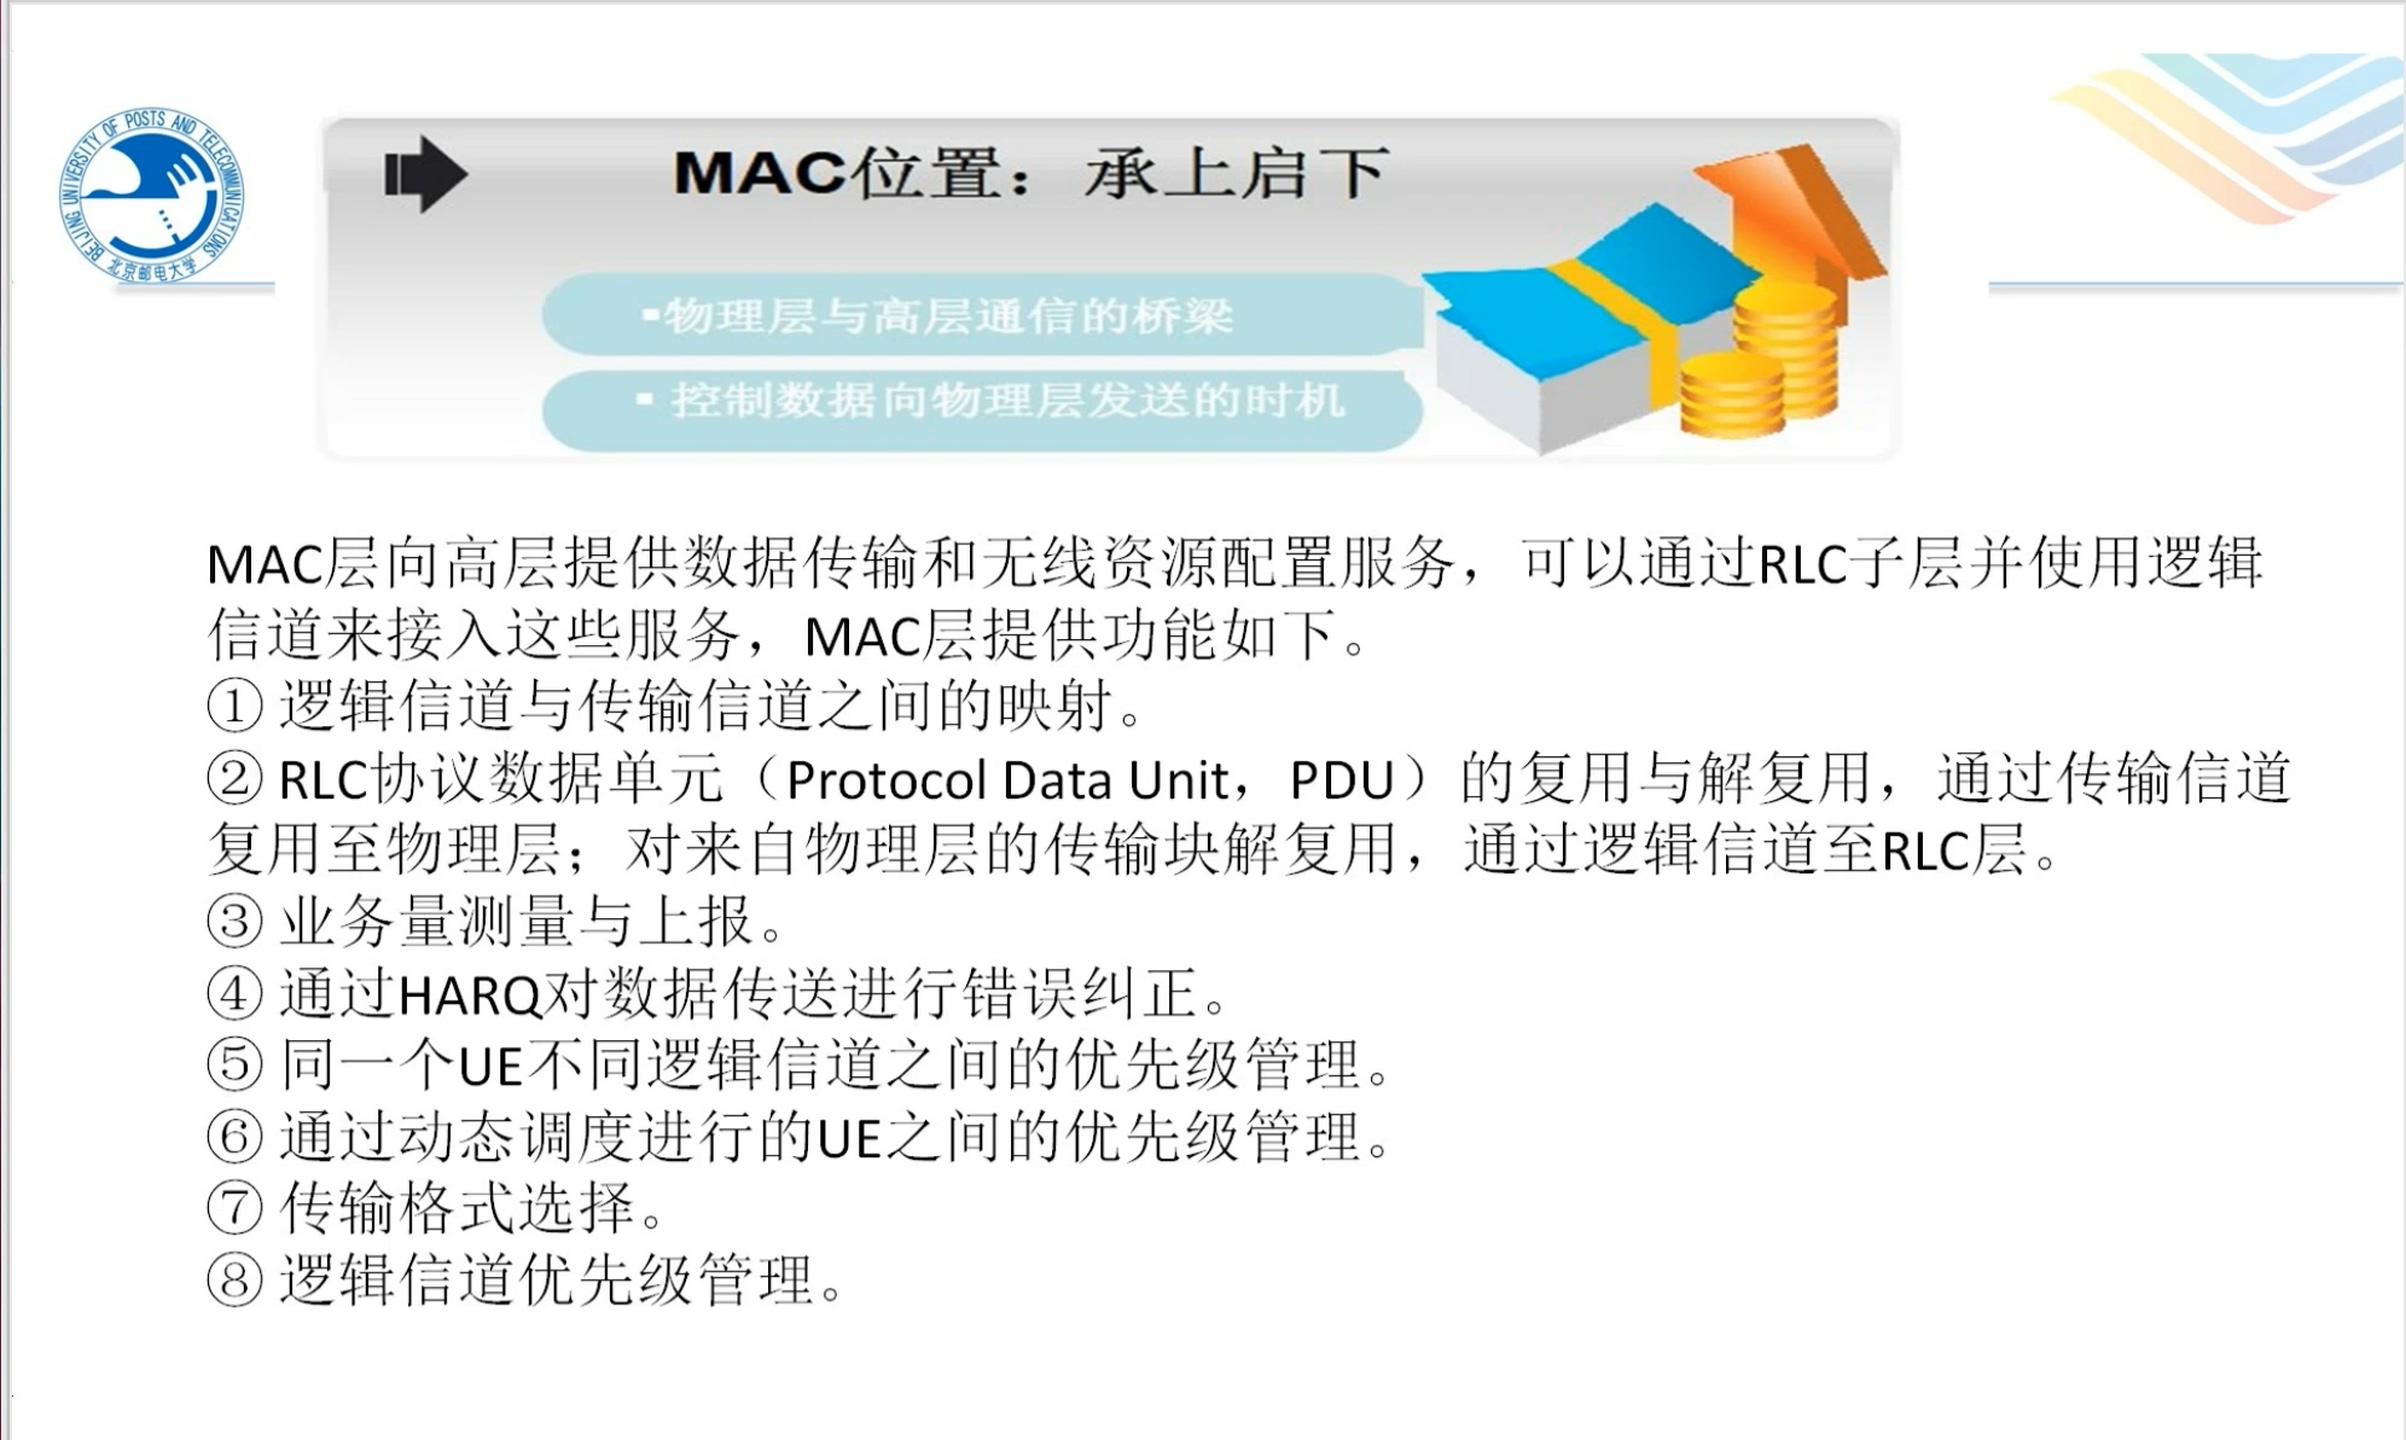 BEIJING UNIVERSITY OF POSTS AND TELECOMMUNICATIONS
北京邮电大学
MAC位置：承上启下
▪物理层与高层通信的桥梁
▪ 控制数据向物理层发送的时机
MAC层向高层提供数据传输和无线资源配置服务，可以通过RLC子层并使用逻辑
信道来接入这些服务，MAC层提供功能如下。
① 逻辑信道与传输信道之间的映射。
② RLC协议数据单元（Protocol Data Unit，PDU）的复用与解复用，通过传输信道
复用至物理层；对来自物理层的传输块解复用，通过逻辑信道至RLC层。
③ 业务量测量与上报。
④ 通过HARQ对数据传送进行错误纠正。
⑤ 同一个UE不同逻辑信道之间的优先级管理。
⑥ 通过动态调度进行的UE之间的优先级管理。
⑦ 传输格式选择。
⑧ 逻辑信道优先级管理。